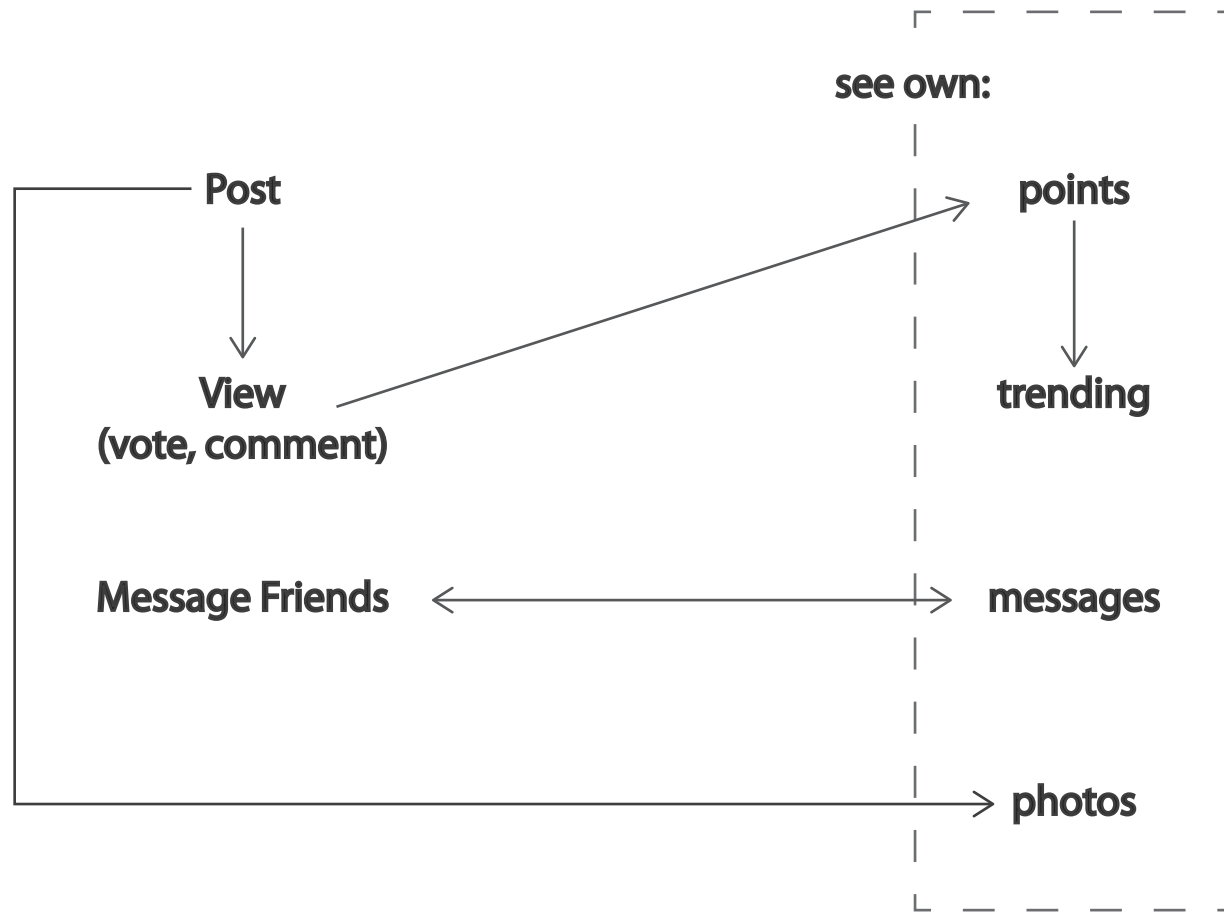 see own:
Post
points
View
(vote, comment)
trending
Message Friends
messages
photos